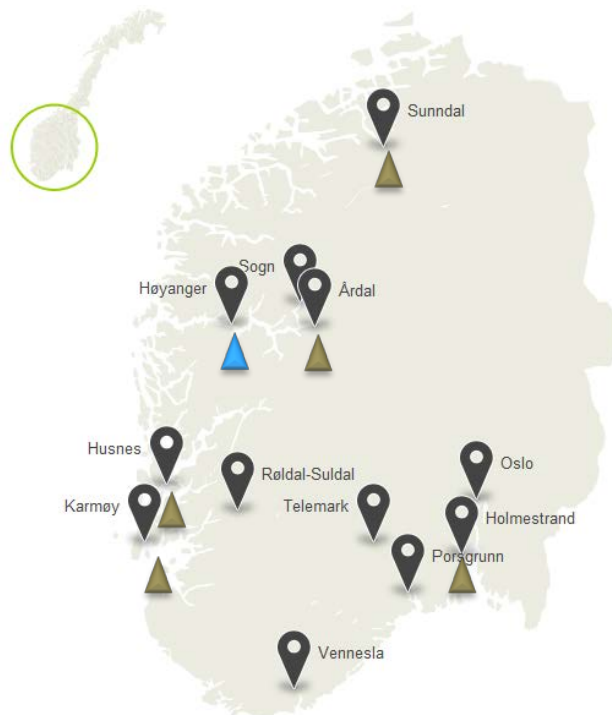 Sunndal
Sogn
Høyanger
Årdal
Husnes
Røldal-Suldal
Oslo
Karmøy
Telemark
Holmestrand
Porsgrunn
Vennesla